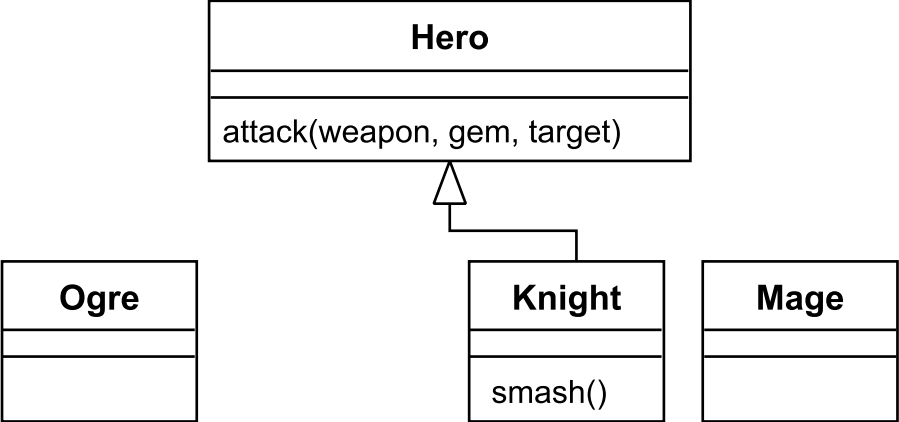 Hero
attack(weapon, gem, target)
Ogre
Knight
Mage
smash()